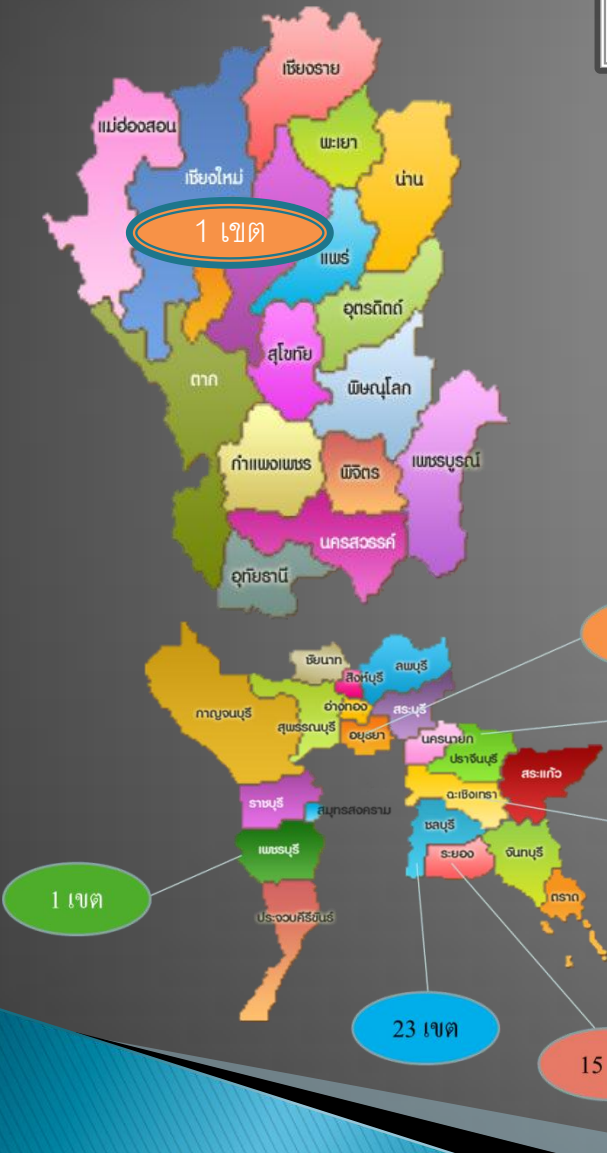 เชียงราย
แม่ฮ่องสอน
พะเยา
เชียงใหม่
น่าน
1 เขต
แพร่
อุตรดิตถ์
สุโขทัย
ตาก
พิษณุโลก
กำแพงเพชร
พิจิตร
เพชรบูรณ์
นครสวรรค์
อุทัยธานี
ชัยนาท
สิงห์บุรี
ลพบุรี
กาญจนบุรี
สุพรรณบุรี
อ่างทอง
สระบุรี
อยุธยา
นครนายก
ปราจีนบุรี
สระแก้ว
ฉะเชิงเทรา
ราชบุรี
สมุทรสงคราม
ชลบุรี
เพชรบุรี
ระยอง
จันทบุรี
ตราด
1 เขต
ประจวบคีรีขันธ์
23 เขต
15